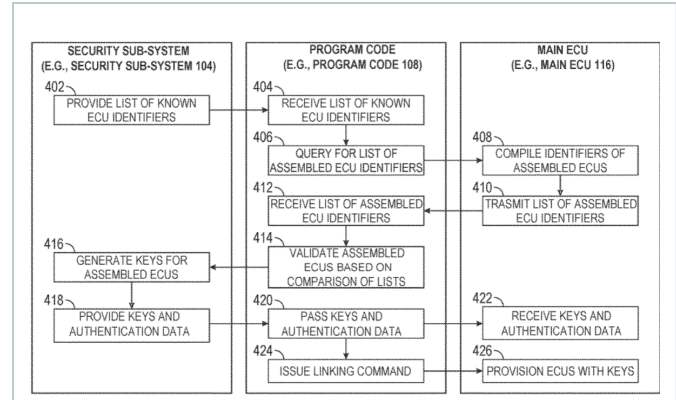 SECURITY SUB-SYSTEM
(E.G., SECURITY SUB-SYSTEM 104)
PROGRAM CODE
(E.G., PROGRAM CODE 108)
MAIN ECU
(E.G., MAIN ECU 116)
402
PROVIDE LIST OF KNOWN
ECU IDENTIFIERS
404
RECEIVE LIST OF KNOWN
ECU IDENTIFIERS
406
QUERY FOR LIST OF
ASSEMBLED ECU IDENTIFIERS
408
COMPILE IDENTIFIERS OF
ASSEMBLED ECUS
410
TRASMIT LIST OF ASSEMBLED
ECU IDENTIFIERS
412
RECEIVE LIST OF ASSEMBLED
ECU IDENTIFIERS
414
VALIDATE ASSEMBLED
ECUS BASED ON
COMPARISON OF LISTS
416
GENERATE KEYS FOR
ASSEMBLED ECUS
418
PROVIDE KEYS AND
AUTHENTICATION DATA
420
PASS KEYS AND
AUTHENTICATION DATA
422
RECEIVE KEYS AND
AUTHENTICATION DATA
424
ISSUE LINKING COMMAND
426
PROVISION ECUS WITH KEYS